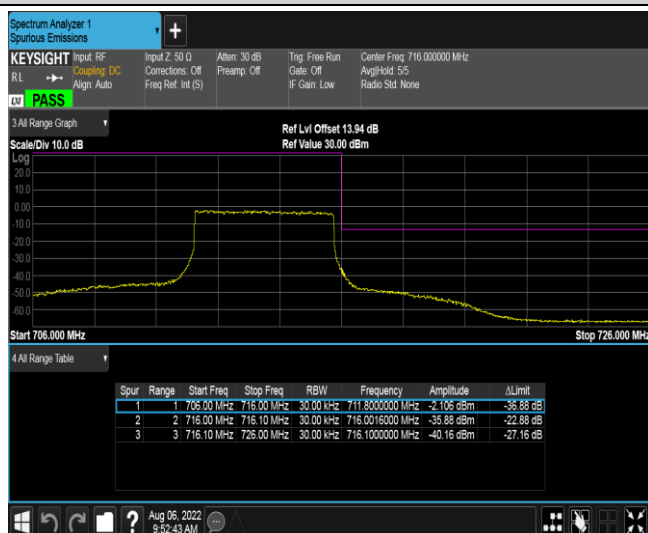 Spectrum Analyzer 1
Spurious Emissions
KEYSIGHT Input: RF Input Z: 50 Ω Atten: 30 dB Trig: Free Run Center Freq: 716.000000 MHz
RL Coupling: DC Corrections: Off Preamp: Off Gate: Off Avg|Hold: 5/5
Align: Auto Freq Ref: Int (S) IF Gain: Low Radio Std: None
LXI PASS
3 All Range Graph
Ref Lvl Offset 13.94 dB
Scale/Div 10.0 dB Ref Value 30.00 dBm
Log
20.0
10.0
0.00
-10.0
-20.0
-30.0
-40.0
-50.0
-60.0
Start 706.000 MHz Stop 726.000 MHz
4 All Range Table
Spur Range Start Freq Stop Freq RBW Frequency Amplitude ΔLimit
1 1 706.00 MHz 716.00 MHz 30.00 kHz 711.8000000 MHz -2.106 dBm -36.88 dB
2 2 716.00 MHz 716.10 MHz 30.00 kHz 716.0016000 MHz -35.88 dBm -22.88 dB
3 3 716.10 MHz 726.00 MHz 30.00 kHz 716.1000000 MHz -40.16 dBm -27.16 dB
Aug 06, 2022
9:52:43 AM